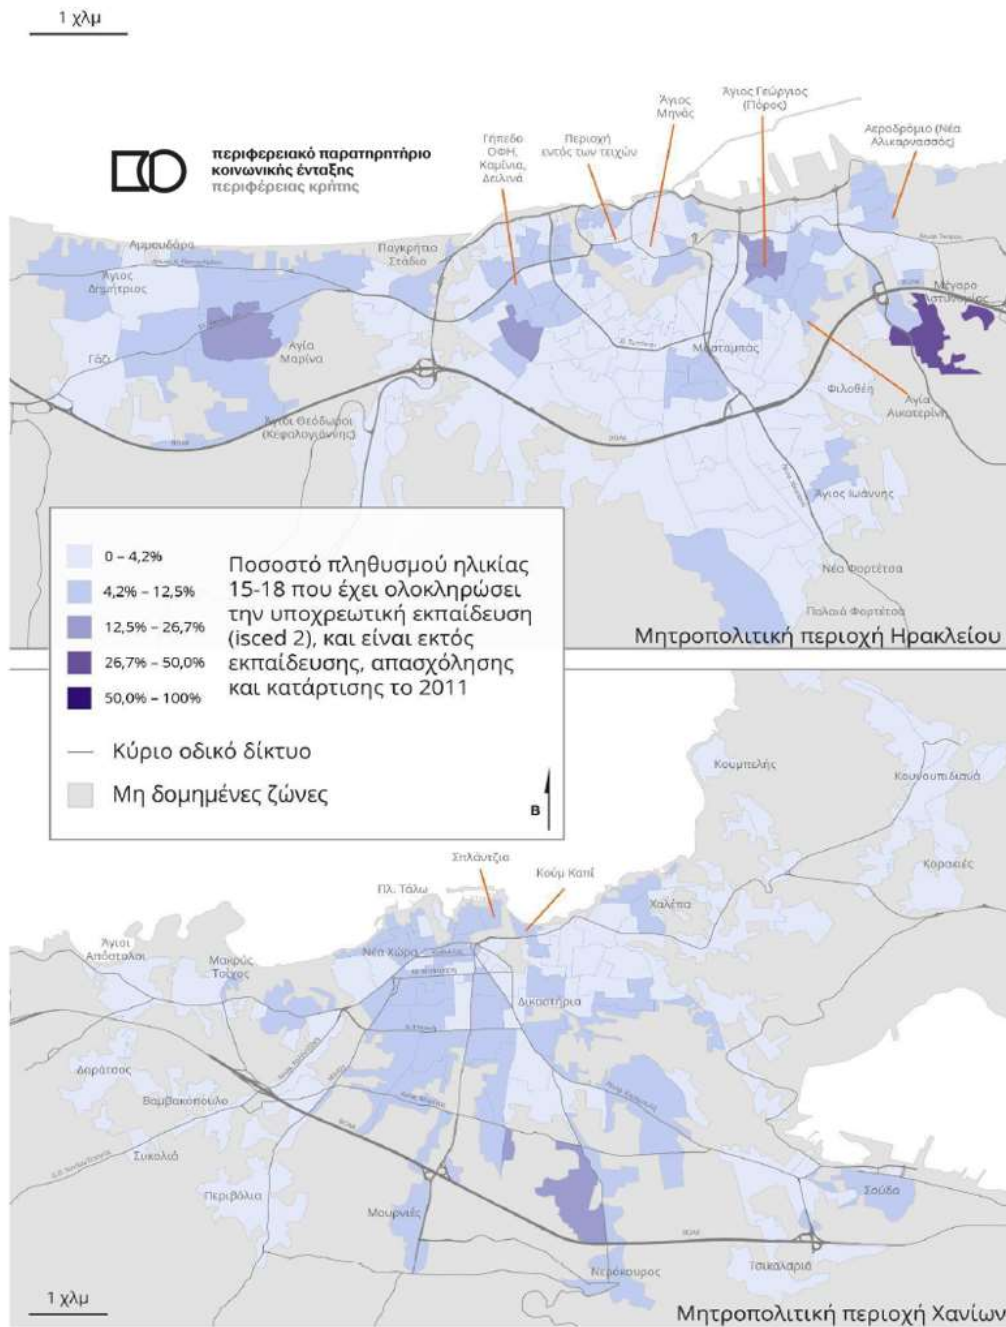 1 χλμ
περιφερειακό παρατηρητήριο
κοινωνικής ένταξης
περιφέρειας κρήτης
Άγιος Γεώργιος
(Πόρος)
Άγιος
Μηνάς
Αεροδρόμιο (Νέα
Αλικαρνασσός)
Γήπεδο
ΟΦΗ,
Καμίνια,
Δειλινά
Περιοχή
εντός των τειχών
Αμμουδάρα
Παγκρήτιο
Στάδιο
Άγιος
Δημήτριος
Μέγαρο
Αστυνομίας
Γάζι
Αγία
Μαρίνα
Μασταμπάς
Φιλοθέη
Αγία
Αικατερίνη
Άγιοι Θεόδωροι
(Κεφαλογιάννης)
Άγιος Ιωάννης
Νέα Φορτέτσα
Παλαιά Φορτέτσα
Μητροπολιτική περιοχή Ηρακλείου
0 – 4,2%
4,2% – 12,5%
12,5% – 26,7%
26,7% – 50,0%
50,0% – 100%
Ποσοστό πληθυσμού ηλικίας
15-18 που έχει ολοκληρώσει
την υποχρεωτική εκπαίδευση
(isced 2), και είναι εκτός
εκπαίδευσης, απασχόλησης
και κατάρτισης το 2011
Κύριο οδικό δίκτυο
Μη δομημένες ζώνες
Β
Κουμπελής
Κουνουπιδιανά
Κορακιές
Σπλάντζια
Κουμ Καπί
Πλ. Τάλω
Χαλέπα
Άγιοι
Απόστολοι
Μακρύς
Τοίχος
Νέα Χώρα
Δικαστήρια
Δαράτσος
Βαμβακόπουλο
Συκολιά
Περιβόλια
Μουρνιές
Σούδα
Τσικαλαριά
Νεροκούρος
1 χλμ
Μητροπολιτική περιοχή Χανίων